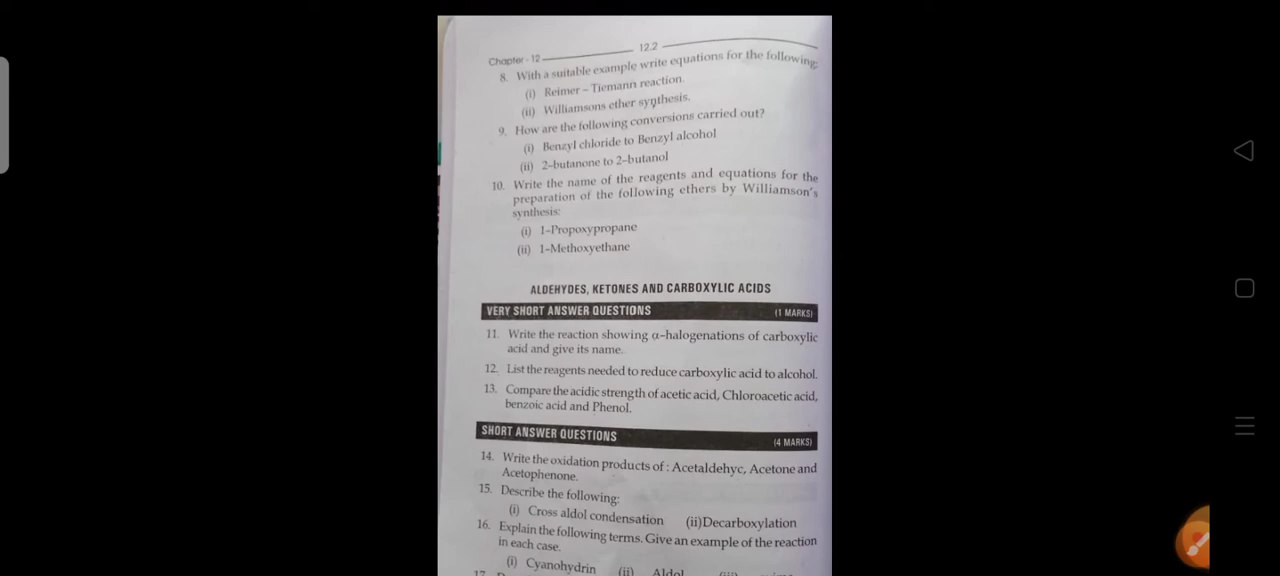 12.2
Chapter - 12
8. With a suitable example write equations for the following:
(i) Reimer – Tiemann reaction.
(ii) Williamsons ether synthesis.
9. How are the following conversions carried out?
(i) Benzyl chloride to Benzyl alcohol
(ii) 2-butanone to 2-butanol
10. Write the name of the reagents and equations for the
preparation of the following ethers by Williamson's
synthesis:
(i) 1-Propoxypropane
(ii) 1-Methoxyethane
ALDEHYDES, KETONES AND CARBOXYLIC ACIDS
VERY SHORT ANSWER QUESTIONS (1 MARKS)
11. Write the reaction showing α-halogenations of carboxylic
acid and give its name.
12. List the reagents needed to reduce carboxylic acid to alcohol.
13. Compare the acidic strength of acetic acid, Chloroacetic acid,
benzoic acid and Phenol.
SHORT ANSWER QUESTIONS (4 MARKS)
14. Write the oxidation products of : Acetaldehyc, Acetone and
Acetophenone.
15. Describe the following:
(i) Cross aldol condensation (ii)Decarboxylation
16. Explain the following terms. Give an example of the reaction
in each case.
(i) Cyanohydrin (ii) Aldol
17.